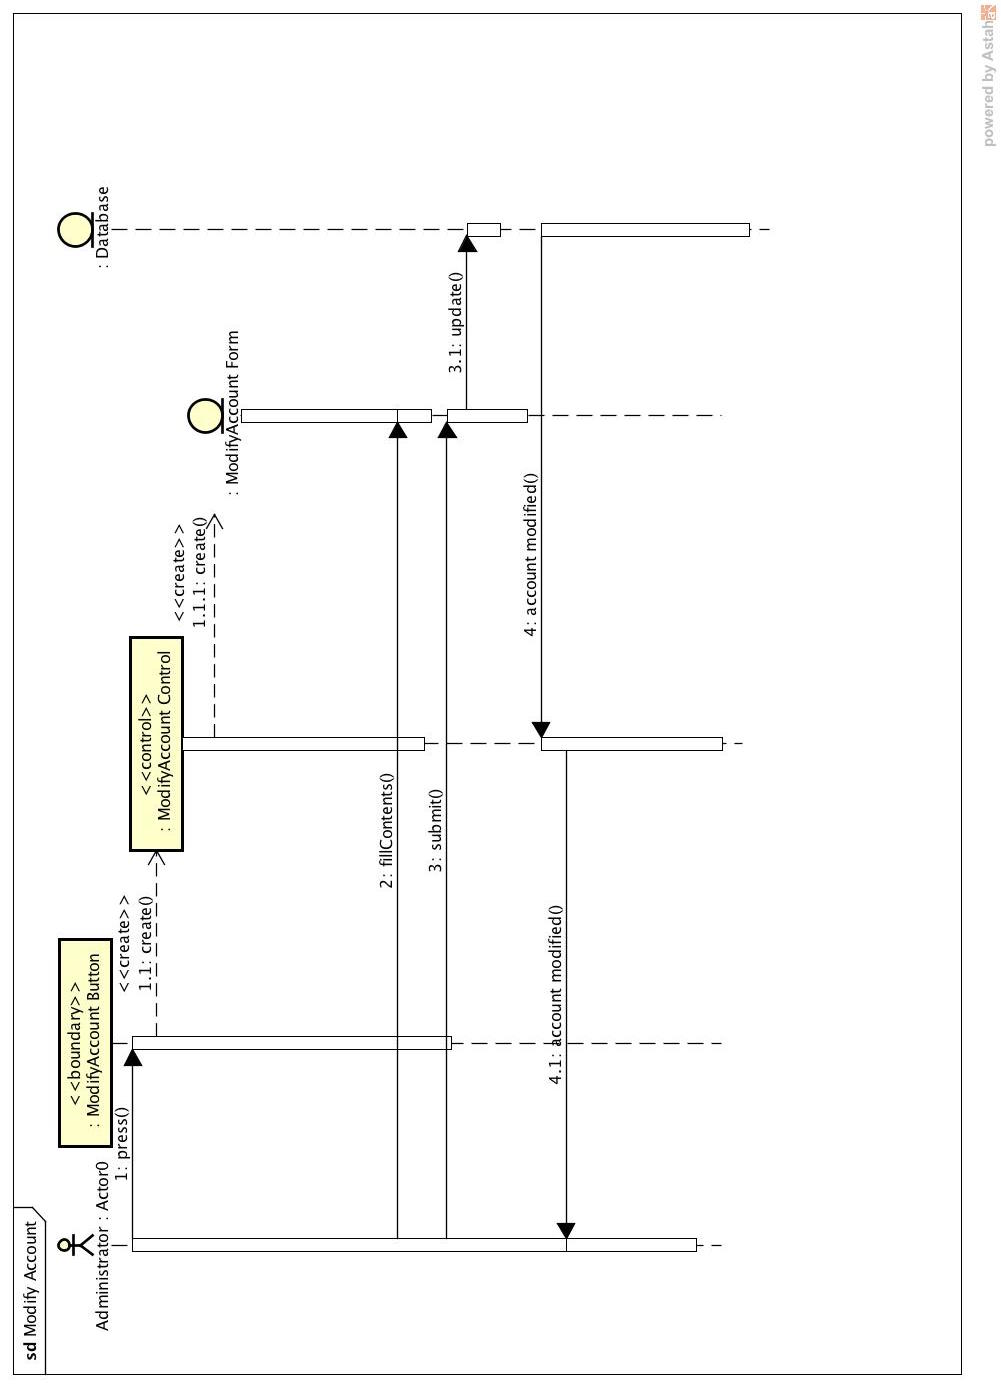 sd Modify Account
Administrator : Actor0
<<boundary>>
: ModifyAccount Button
<<control>>
: ModifyAccount Control
: ModifyAccount Form
: Database
1: press()
<<create>>
1.1: create()
<<create>>
1.1.1: create()
2: fillContents()
3: submit()
3.1: update()
4: account modified()
4.1: account modified()
powered by Astah